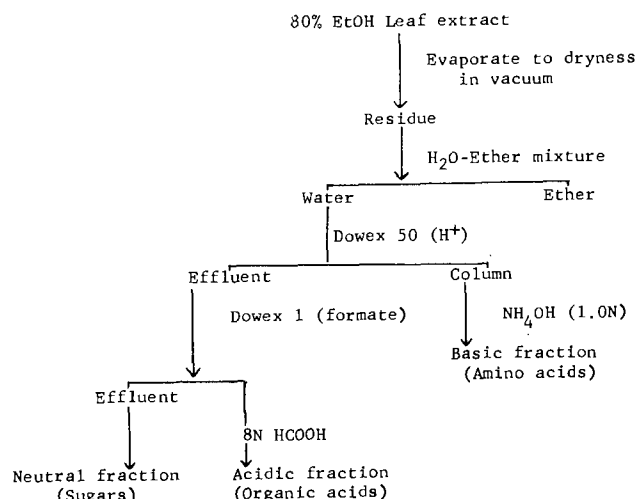 80% EtOH Leaf extract
Evaporate to dryness
in vacuum
Residue
H2O-Ether mixture
Water
Ether
Dowex 50 (H+)
Effluent
Column
Dowex 1 (formate)
NH4OH (1.0N)
Basic fraction
(Amino acids)
Effluent
8N HCOOH
Neutral fraction
(Sugars)
Acidic fraction
(Organic acids)